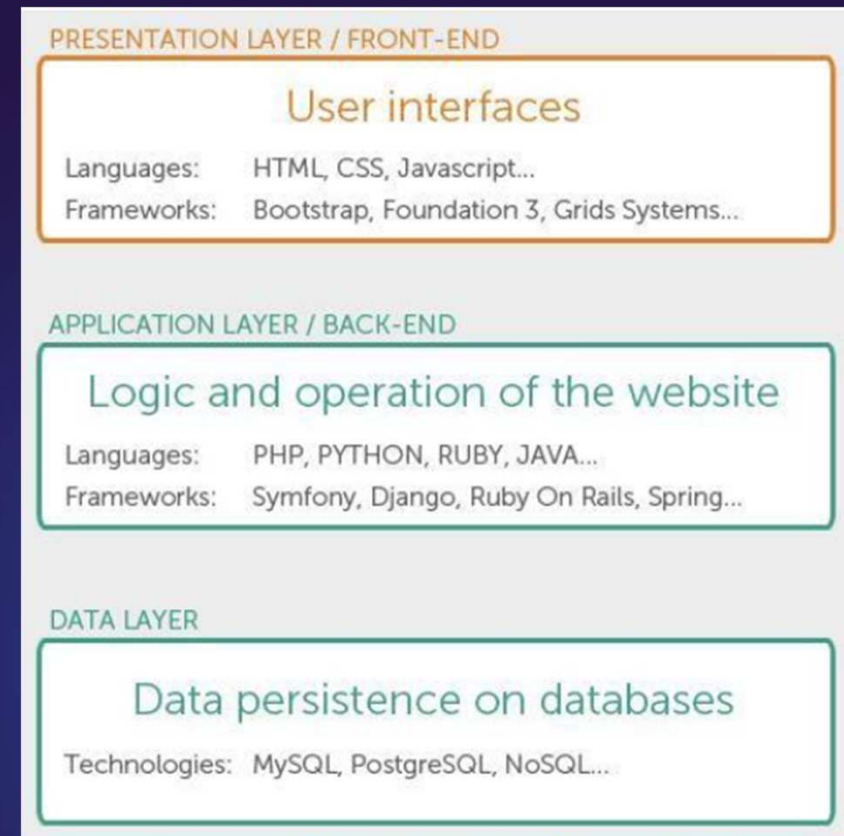 PRESENTATION LAYER / FRONT-END
User interfaces
Languages: HTML, CSS, Javascript...
Frameworks: Bootstrap, Foundation 3, Grids Systems...
APPLICATION LAYER / BACK-END
Logic and operation of the website
Languages: PHP, PYTHON, RUBY, JAVA...
Frameworks: Symfony, Django, Ruby On Rails, Spring...
DATA LAYER
Data persistence on databases
Technologies: MySQL, PostgreSQL, NoSQL...